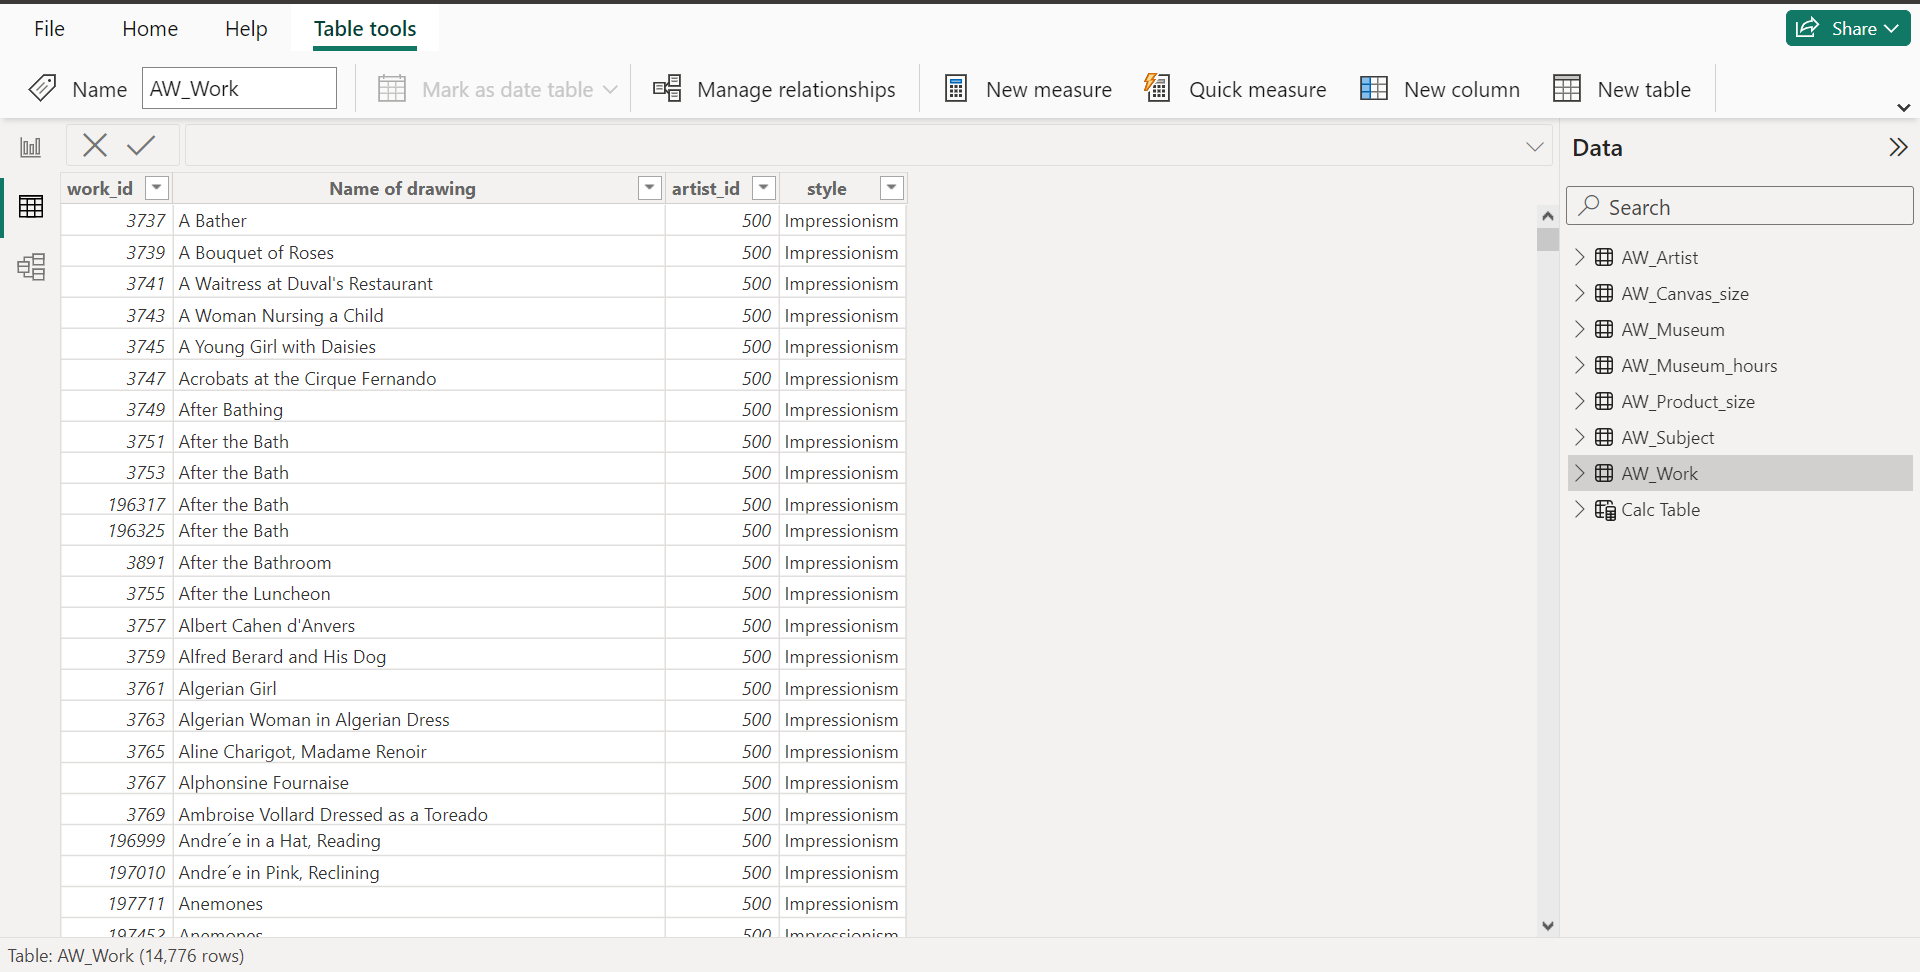 File Home Help Table tools Share
Name AW_Work Mark as date table Manage relationships New measure Quick measure New column New table
Data
work_id Name of drawing artist_id style
Search
3737 A Bather 500 Impressionism
3739 A Bouquet of Roses 500 Impressionism
3741 A Waitress at Duval's Restaurant 500 Impressionism
3743 A Woman Nursing a Child 500 Impressionism
3745 A Young Girl with Daisies 500 Impressionism
3747 Acrobats at the Cirque Fernando 500 Impressionism
3749 After Bathing 500 Impressionism
3751 After the Bath 500 Impressionism
3753 After the Bath 500 Impressionism
196317 After the Bath 500 Impressionism
196325 After the Bath 500 Impressionism
3891 After the Bathroom 500 Impressionism
3755 After the Luncheon 500 Impressionism
3757 Albert Cahen d'Anvers 500 Impressionism
3759 Alfred Berard and His Dog 500 Impressionism
3761 Algerian Girl 500 Impressionism
3763 Algerian Woman in Algerian Dress 500 Impressionism
3765 Aline Charigot, Madame Renoir 500 Impressionism
3767 Alphonsine Fournaise 500 Impressionism
3769 Ambroise Vollard Dressed as a Toreado 500 Impressionism
196999 Andre´e in a Hat, Reading 500 Impressionism
197010 Andre´e in Pink, Reclining 500 Impressionism
197711 Anemones 500 Impressionism
197452 Anemones 500 Impressionism
AW_Artist
AW_Canvas_size
AW_Museum
AW_Museum_hours
AW_Product_size
AW_Subject
AW_Work
Calc Table
Table: AW_Work (14,776 rows)